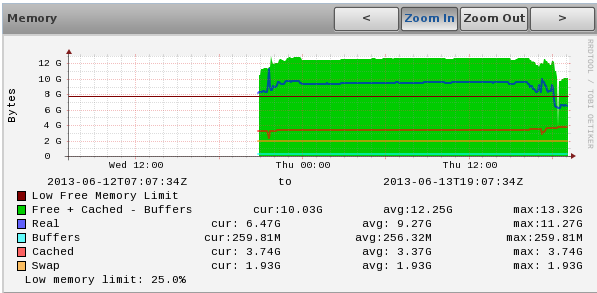 Memory
< Zoom In Zoom Out >
RRDTOOL / TOBI OETIKER
Bytes
12 G
10 G
8 G
6 G
4 G
2 G
0
Wed 12:00 Thu 00:00 Thu 12:00
2013-06-12T07:07:34Z to 2013-06-13T19:07:34Z
Low Free Memory Limit
Free + Cached - Buffers cur:10.03G avg:12.25G max:13.32G
Real cur: 6.47G avg: 9.27G max:11.27G
Buffers cur:259.81M avg:256.32M max:259.81M
Cached cur: 3.74G avg: 3.37G max: 3.74G
Swap cur: 1.93G avg: 1.93G max: 1.93G
Low memory limit: 25.0%